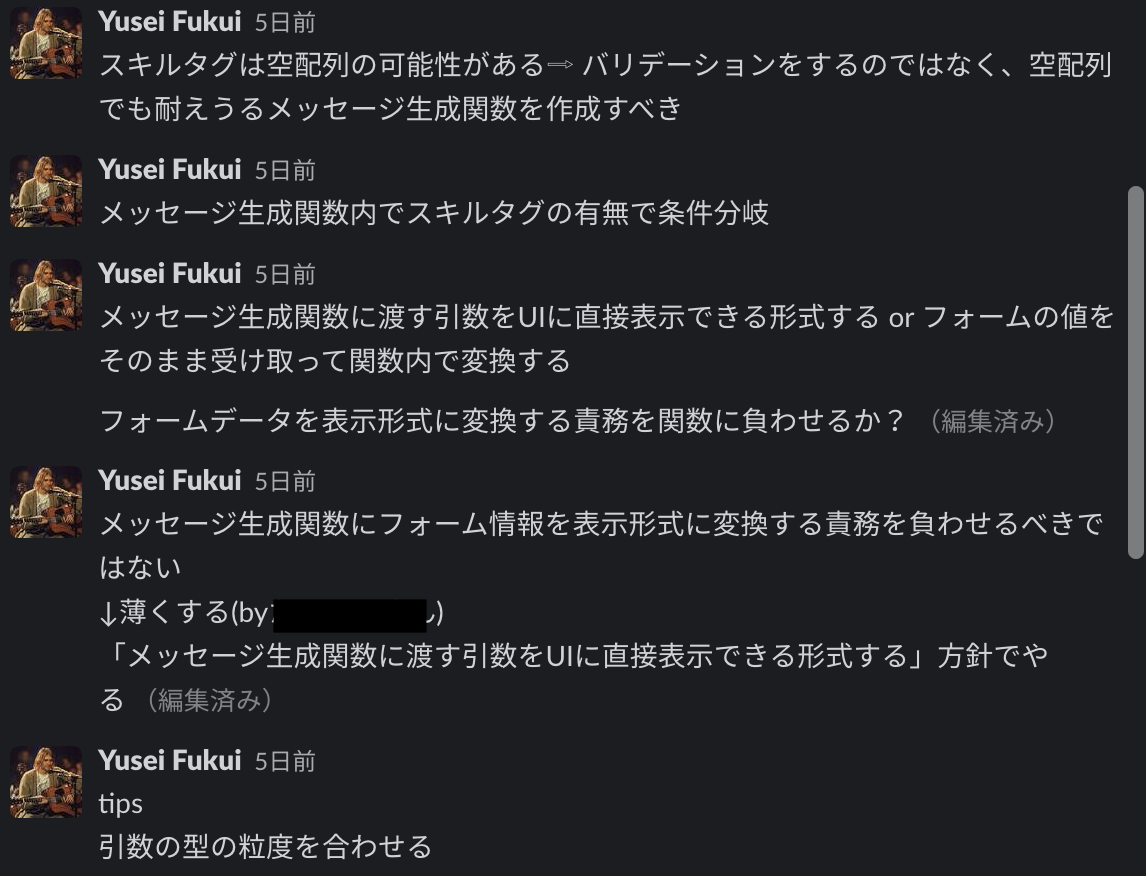 Yusei Fukui 5日前
スキルタグは空配列の可能性がある⇨ バリデーションをするのではなく、空配列
でも耐えうるメッセージ生成関数を作成すべき
Yusei Fukui 5日前
メッセージ生成関数内でスキルタグの有無で条件分岐
Yusei Fukui 5日前
メッセージ生成関数に渡す引数をUIに直接表示できる形式する or フォームの値を
そのまま受け取って関数内で変換する
フォームデータを表示形式に変換する責務を関数に負わせるか？ （編集済み）
Yusei Fukui 5日前
メッセージ生成関数にフォーム情報を表示形式に変換する責務を負わせるべきで
はない
↓薄くする(by )
「メッセージ生成関数に渡す引数をUIに直接表示できる形式する」方針でや
る （編集済み）
Yusei Fukui 5日前
tips
引数の型の粒度を合わせる